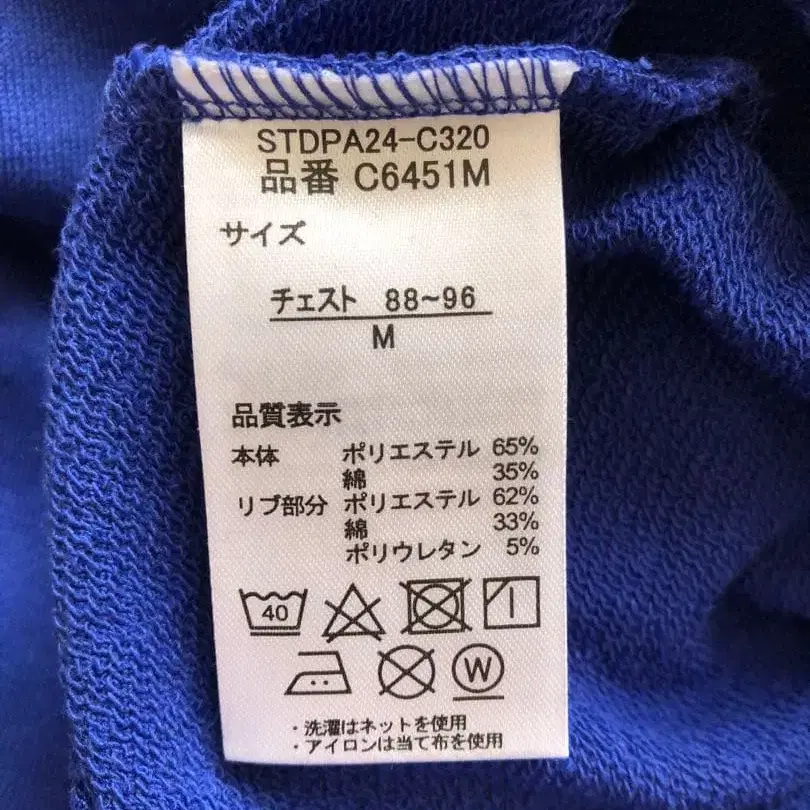 STDPA24-C320
品番 C6451M
サイズ
チェスト 88~96
M
品質表示
本体 ポリエステル 65%
綿 35%
リブ部分 ポリエステル 62%
綿 33%
ポリウレタン 5%
40
W
・洗濯はネットを使用
・アイロンは当て布を使用